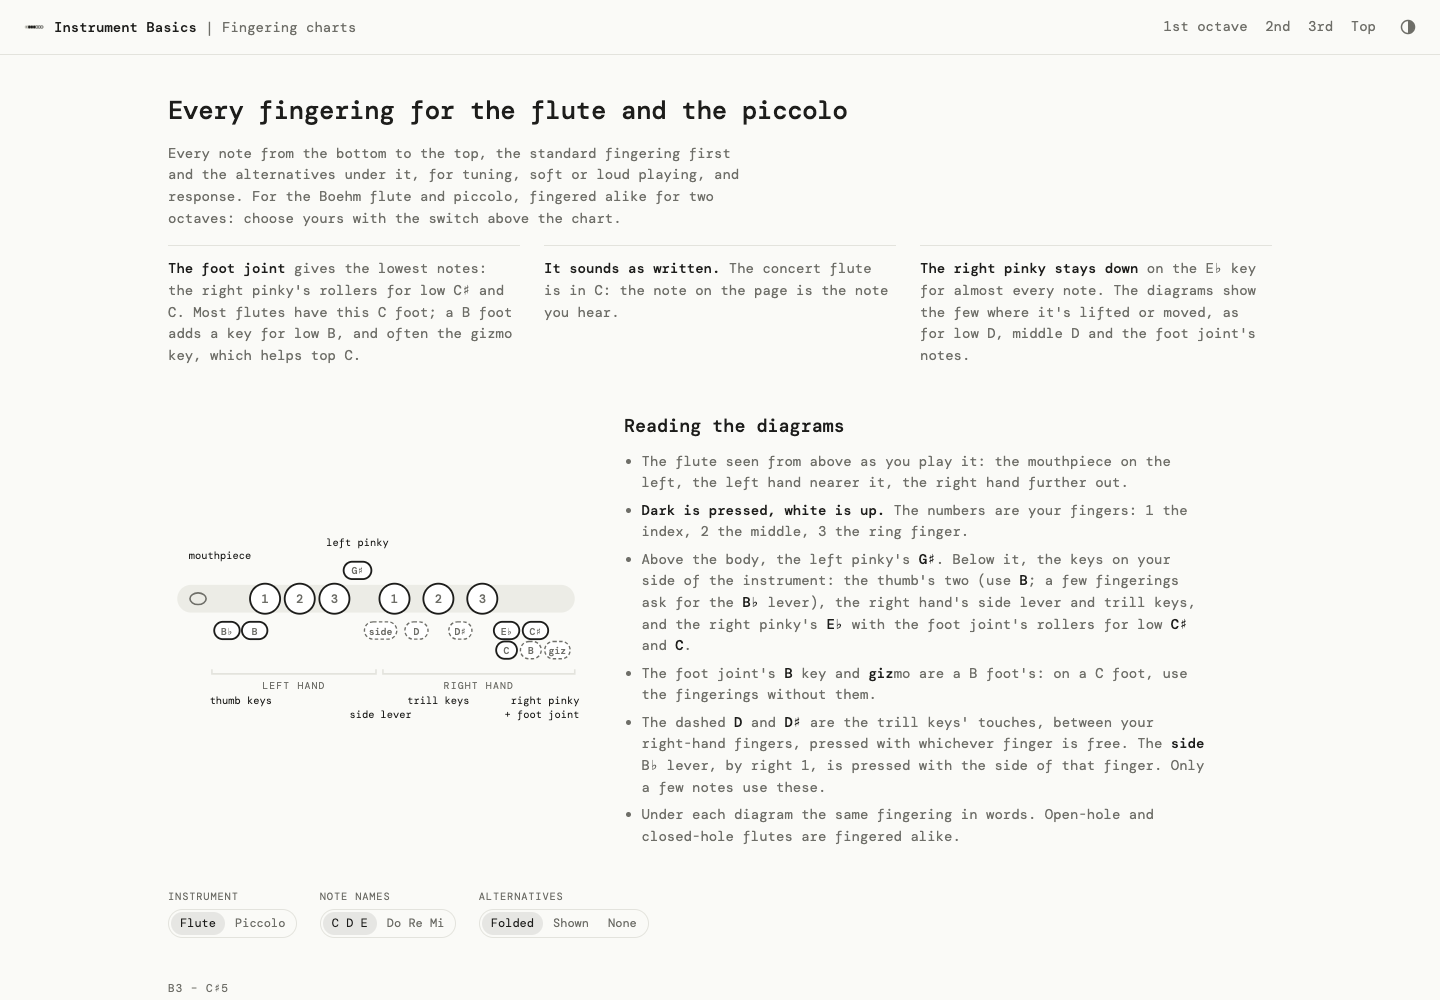 Instrument Basics | Fingering charts
1st octave 2nd 3rd Top
Every fingering for the flute and the piccolo
Every note from the bottom to the top, the standard fingering first
and the alternatives under it, for tuning, soft or loud playing, and
response. For the Boehm flute and piccolo, fingered alike for two
octaves: choose yours with the switch above the chart.
The foot joint gives the lowest notes:
the right pinky's rollers for low C♯ and
C. Most flutes have this C foot; a B foot
adds a key for low B, and often the gizmo
key, which helps top C.
It sounds as written. The concert flute
is in C: the note on the page is the note
you hear.
The right pinky stays down on the E♭ key
for almost every note. The diagrams show
the few where it's lifted or moved, as
for low D, middle D and the foot joint's
notes.
left pinky
mouthpiece
G♯
1 2 3 1 2 3
B♭ B side D D♯ E♭ C♯
C B giz
LEFT HAND RIGHT HAND
thumb keys trill keys right pinky
side lever + foot joint
Reading the diagrams
• The flute seen from above as you play it: the mouthpiece on the
left, the left hand nearer it, the right hand further out.
• Dark is pressed, white is up. The numbers are your fingers: 1 the
index, 2 the middle, 3 the ring finger.
• Above the body, the left pinky's G♯. Below it, the keys on your
side of the instrument: the thumb's two (use B; a few fingerings
ask for the B♭ lever), the right hand's side lever and trill keys,
and the right pinky's E♭ with the foot joint's rollers for low C♯
and C.
• The foot joint's B key and gizmo are a B foot's: on a C foot, use
the fingerings without them.
• The dashed D and D♯ are the trill keys' touches, between your
right-hand fingers, pressed with whichever finger is free. The side
B♭ lever, by right 1, is pressed with the side of that finger. Only
a few notes use these.
• Under each diagram the same fingering in words. Open-hole and
closed-hole flutes are fingered alike.
INSTRUMENT NOTE NAMES ALTERNATIVES
Flute Piccolo C D E Do Re Mi Folded Shown None
B3 – C♯5